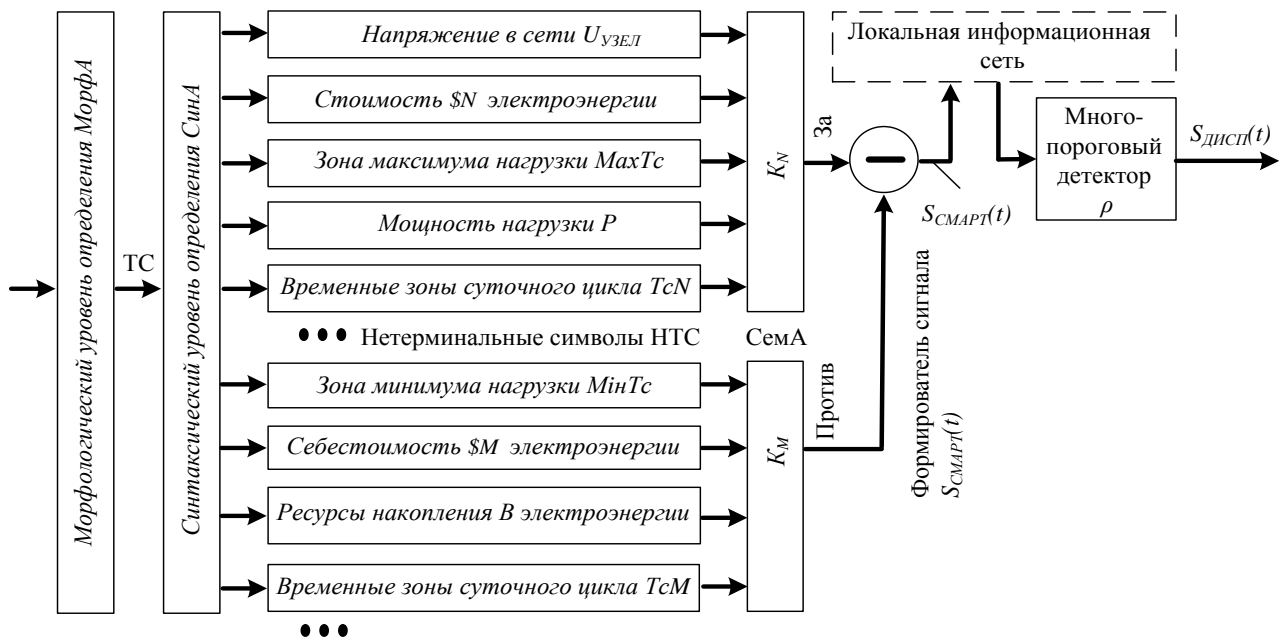 Морфологический уровень определения МорфА
ТС
Синтаксический уровень определения СинА
Напряжение в сети UУЗЕЛ
Стоимость $N электроэнергии
Зона максимума нагрузки MaxTc
Мощность нагрузки P
Временные зоны суточного цикла TcN
••• Нетерминальные символы НТС
СемА
Зона минимума нагрузки MinTc
Себестоимость $M электроэнергии
Ресурсы накопления B электроэнергии
Временные зоны суточного цикла TcM
•••
KN
KM
За
Против
–
SСМАРТ(t)
Формирователь сигнала
SСМАРТ(t)
Локальная информационная
сеть
Много-
пороговый
детектор
ρ
SДИСП(t)